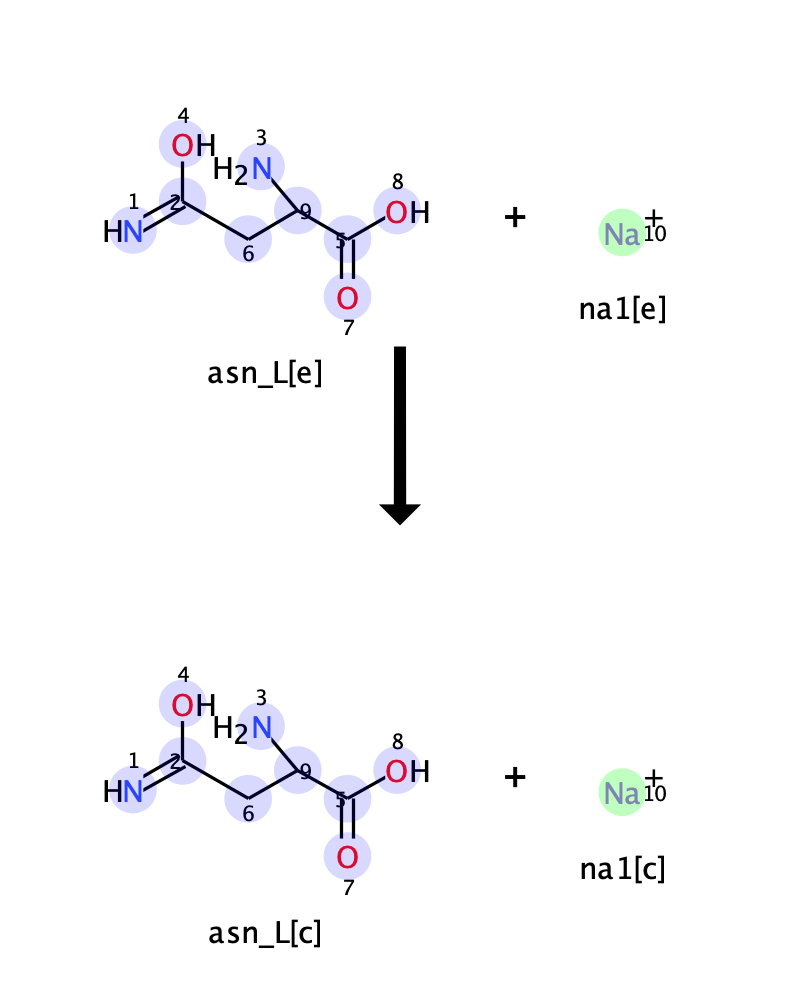 4
OH
3
H2N
8
OH
1
HN
2
9
5
6
O
7
+
Na+
10
na1[e]
asn_L[e]
4
OH
3
H2N
8
OH
1
HN
2
9
5
6
O
7
+
Na+
10
na1[c]
asn_L[c]